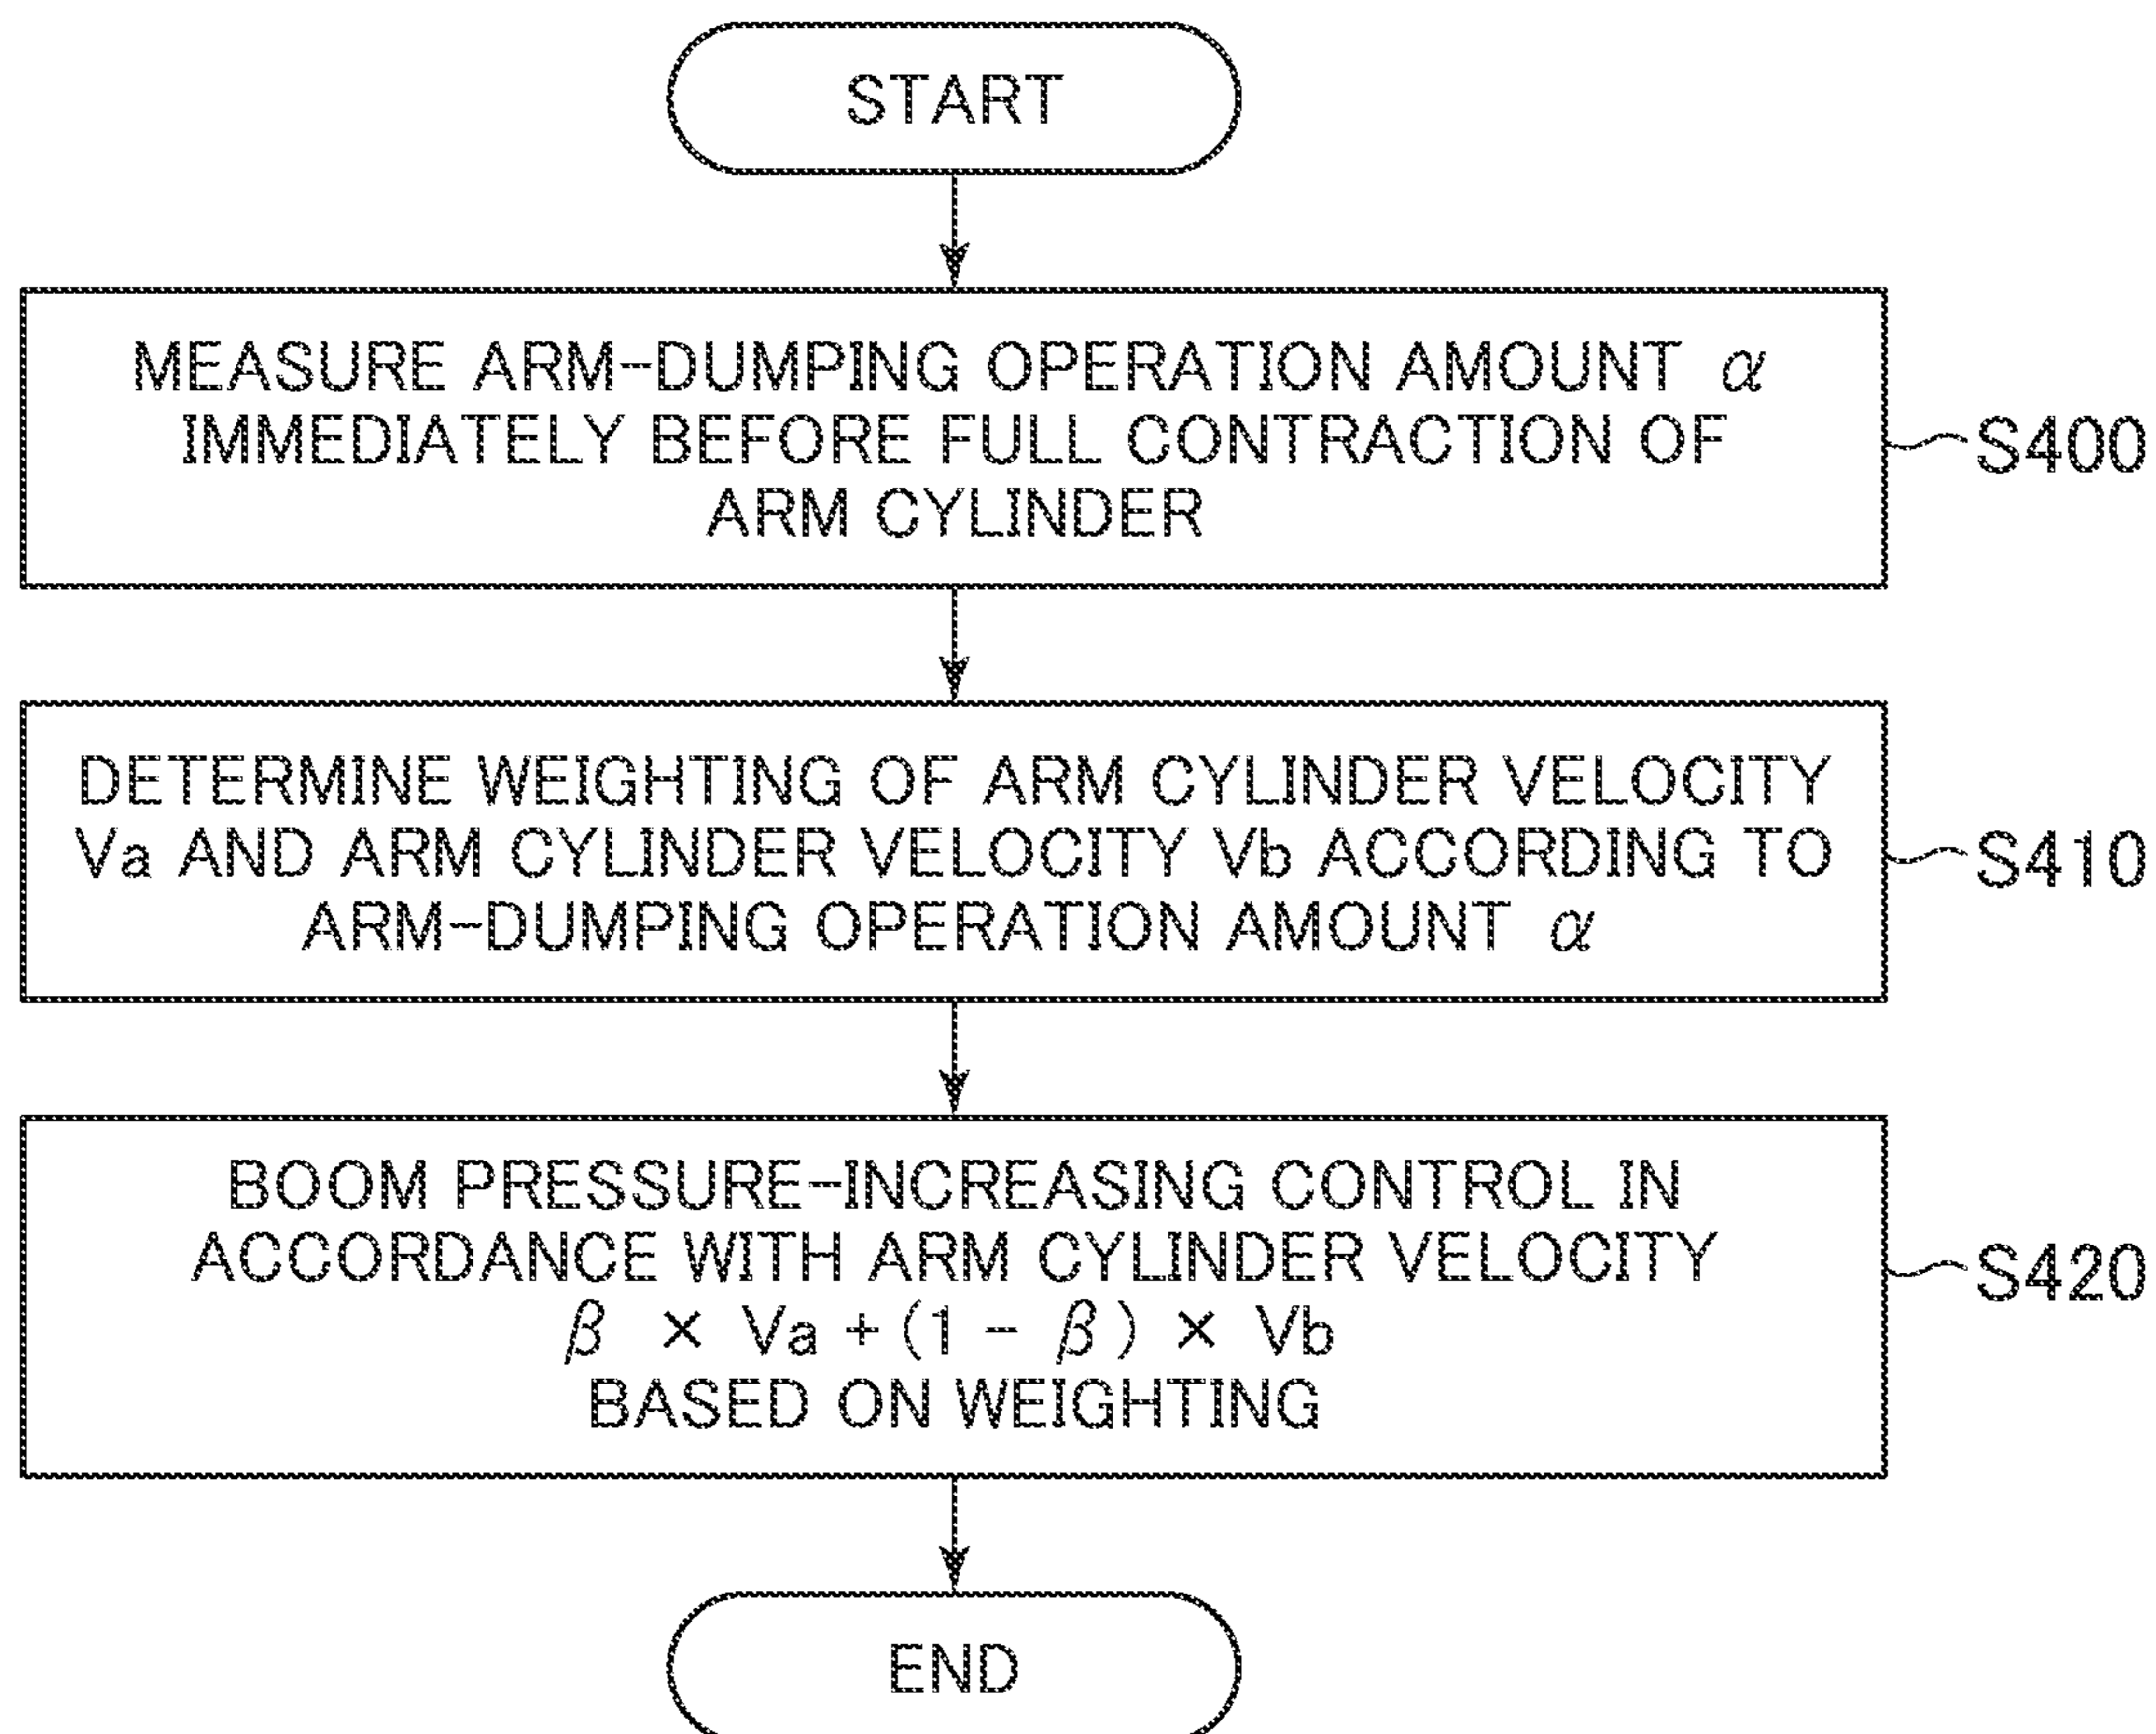 START
MEASURE ARM-DUMPING OPERATION AMOUNT α
IMMEDIATELY BEFORE FULL CONTRACTION OF
ARM CYLINDER
S400
DETERMINE WEIGHTING OF ARM CYLINDER VELOCITY
Va AND ARM CYLINDER VELOCITY Vb ACCORDING TO
ARM-DUMPING OPERATION AMOUNT α
S410
BOOM PRESSURE-INCREASING CONTROL IN
ACCORDANCE WITH ARM CYLINDER VELOCITY
β × Va + (1 - β) × Vb
BASED ON WEIGHTING
S420
END